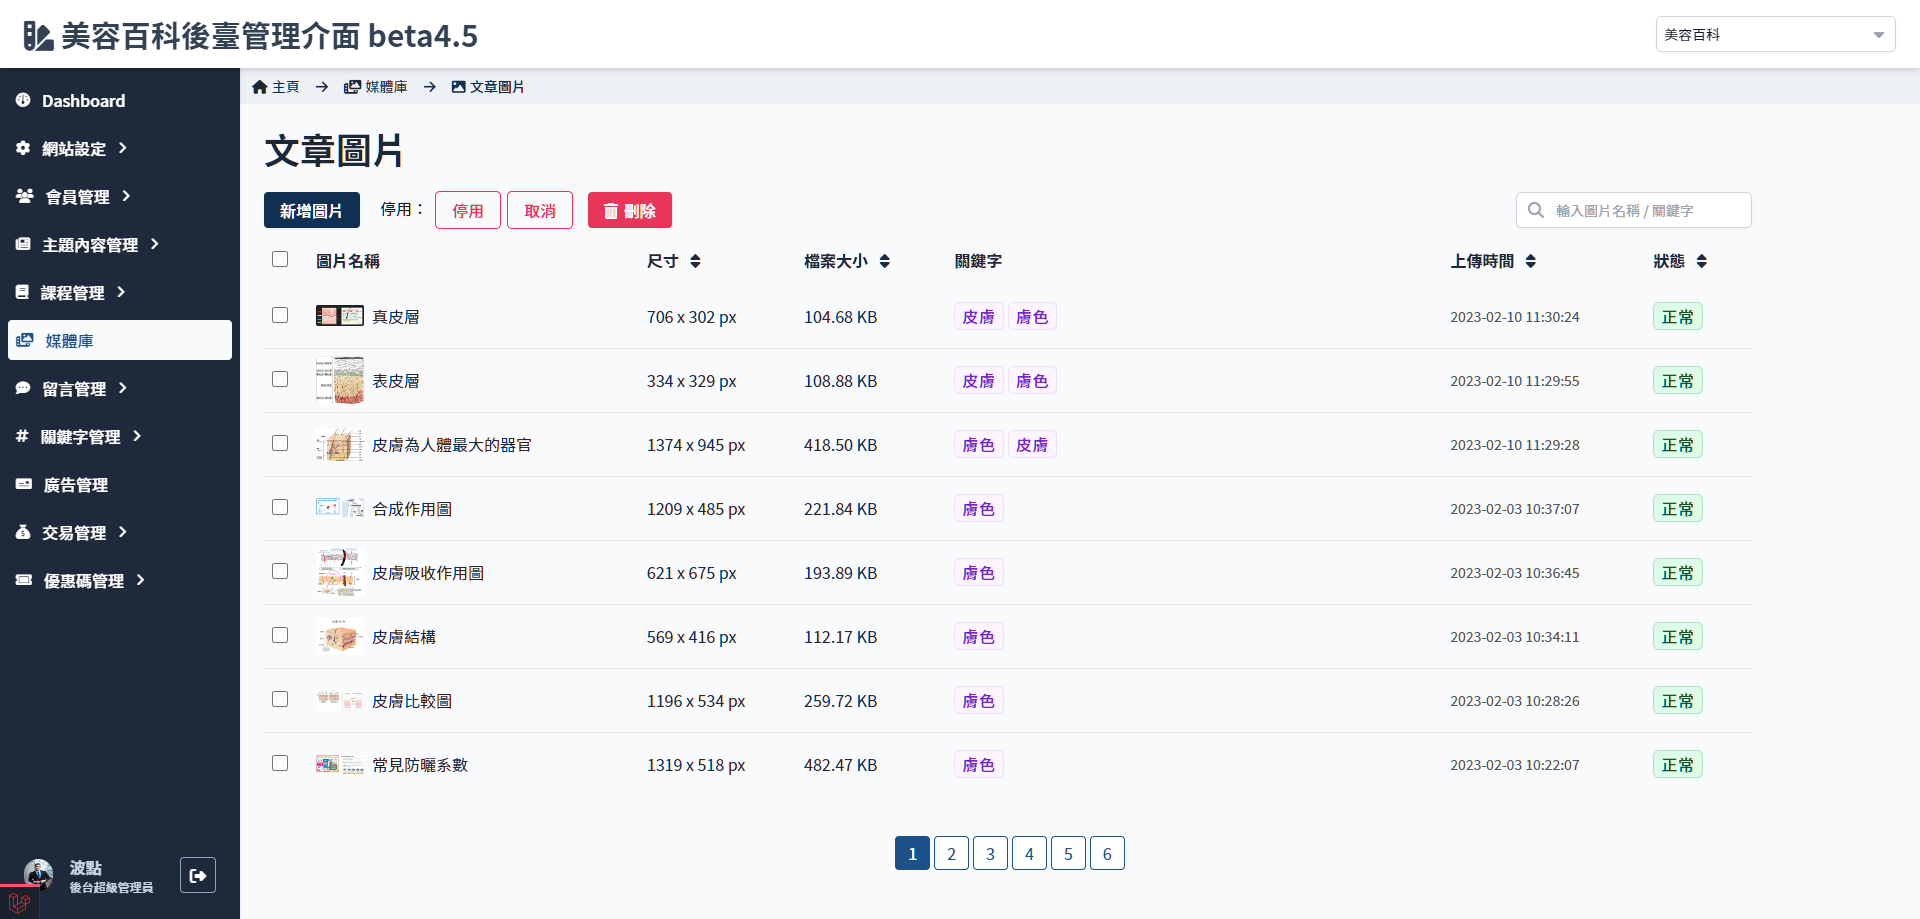 美容百科後臺管理介面 beta4.5
美容百科
Dashboard
網站設定
會員管理
主題內容管理
課程管理
媒體庫
留言管理
關鍵字管理
廣告管理
交易管理
優惠碼管理
波點
後台超級管理員
主頁 → 媒體庫 → 文章圖片
文章圖片
新增圖片 停用： 停用 取消 刪除
輸入圖片名稱 / 關鍵字
圖片名稱 尺寸 檔案大小 關鍵字 上傳時間 狀態
真皮層 706 x 302 px 104.68 KB 皮膚 膚色 2023-02-10 11:30:24 正常
表皮層 334 x 329 px 108.88 KB 皮膚 膚色 2023-02-10 11:29:55 正常
皮膚為人體最大的器官 1374 x 945 px 418.50 KB 膚色 皮膚 2023-02-10 11:29:28 正常
合成作用圖 1209 x 485 px 221.84 KB 膚色 2023-02-03 10:37:07 正常
皮膚吸收作用圖 621 x 675 px 193.89 KB 膚色 2023-02-03 10:36:45 正常
皮膚結構 569 x 416 px 112.17 KB 膚色 2023-02-03 10:34:11 正常
皮膚比較圖 1196 x 534 px 259.72 KB 膚色 2023-02-03 10:28:26 正常
常見防曬系數 1319 x 518 px 482.47 KB 膚色 2023-02-03 10:22:07 正常
1 2 3 4 5 6